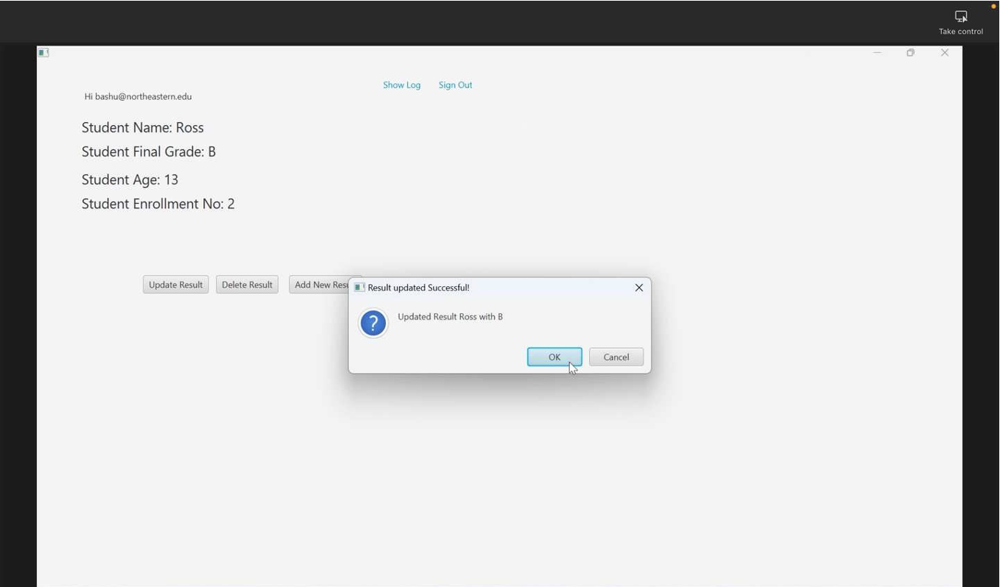 Take control
Show Log Sign Out
Hi bashu@northeastern.edu
Student Name: Ross
Student Final Grade: B
Student Age: 13
Student Enrollment No: 2
Update Result Delete Result Add New
Result updated Successful!
Updated Result Ross with B
OK Cancel